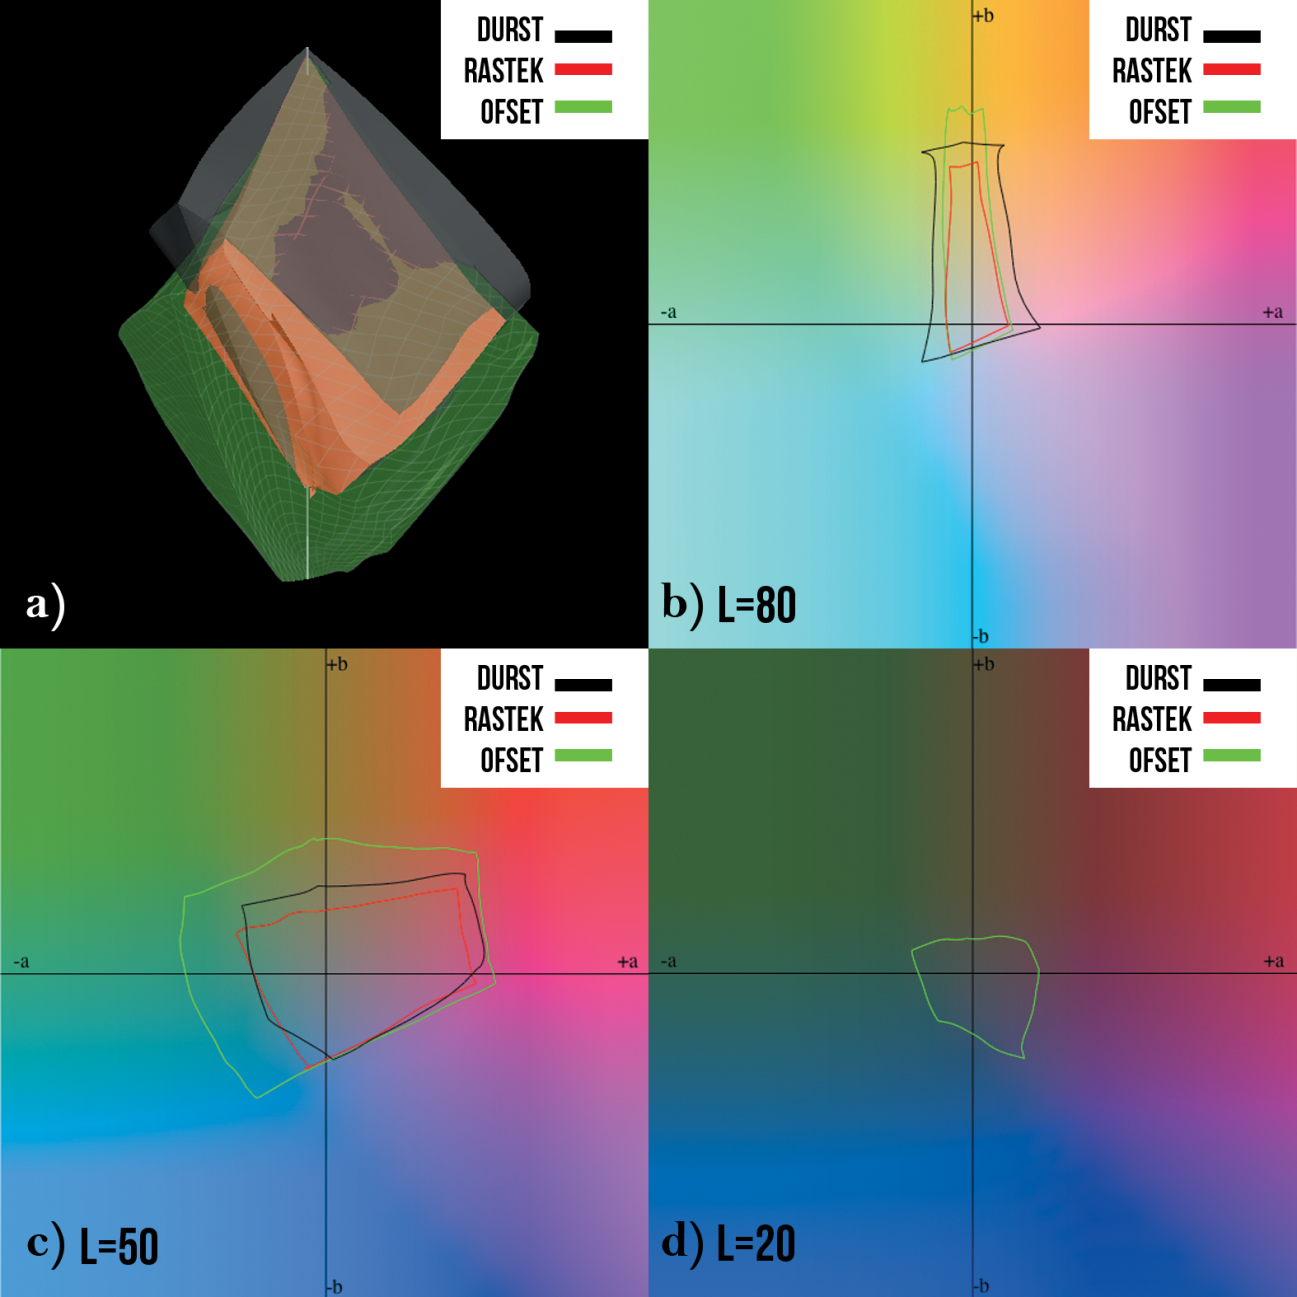 DURST
RASTEK
OFSET
a)
DURST
RASTEK
OFSET
+b
-a
+a
-b
b) L=80
DURST
RASTEK
OFSET
+b
-a
+a
-b
c) L=50
DURST
RASTEK
OFSET
+b
-a
+a
-b
d) L=20